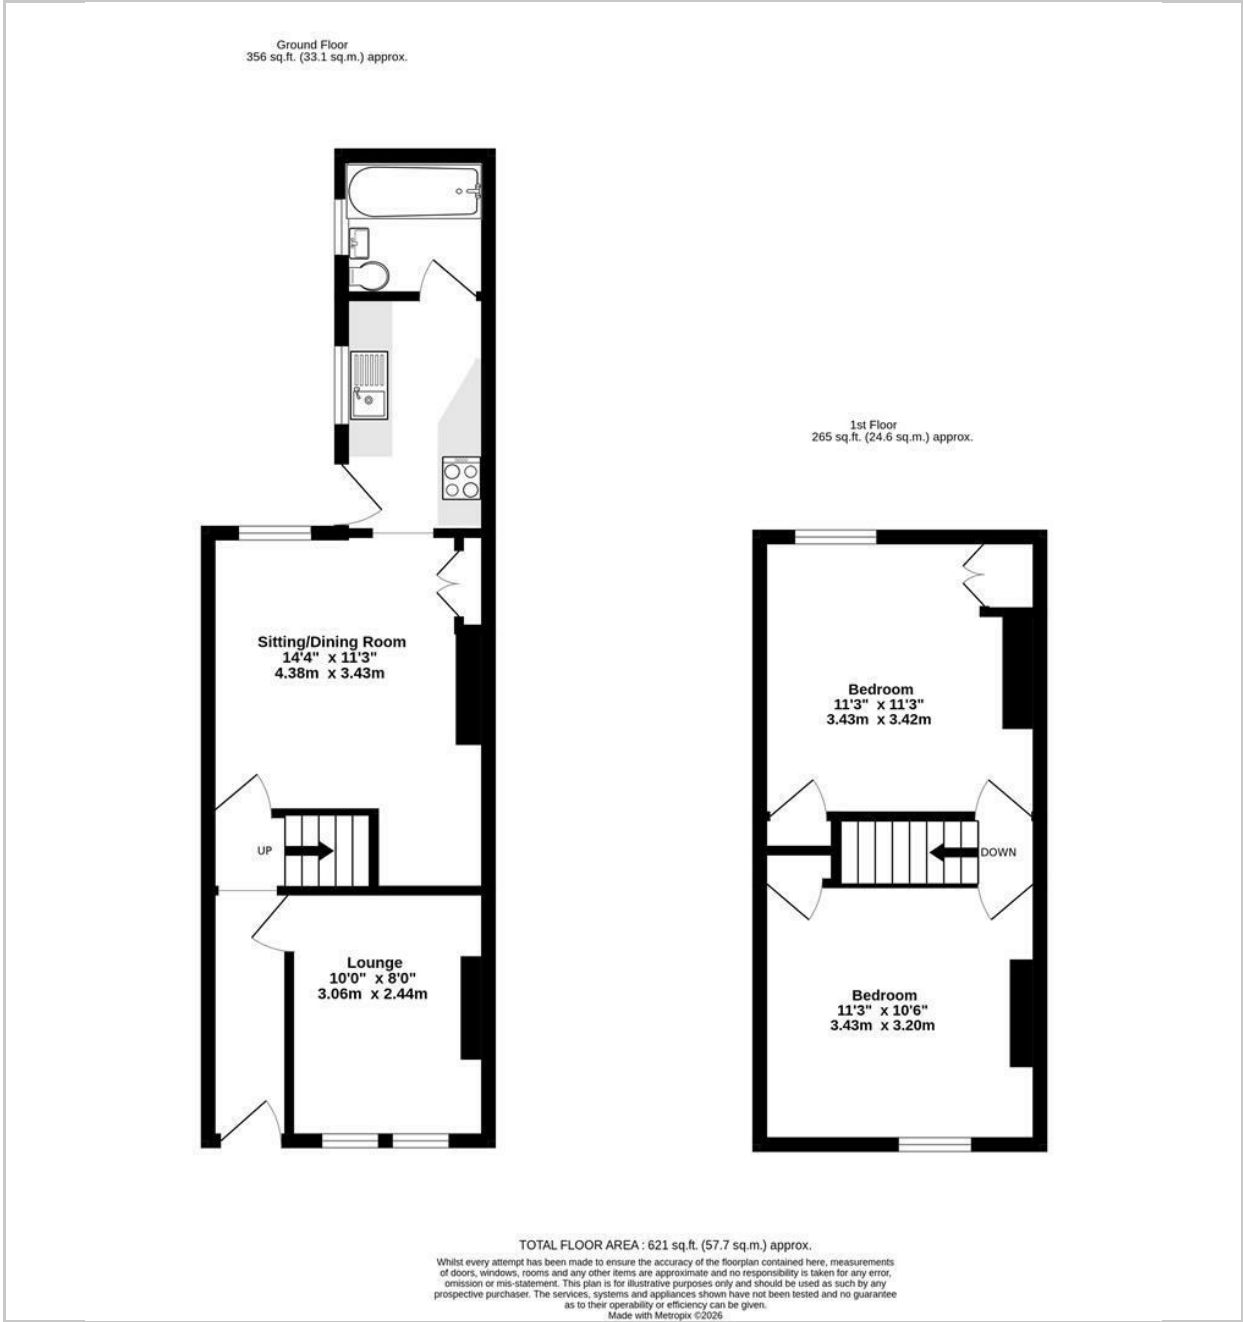 Ground Floor
356 sq.ft. (33.1 sq.m.) approx.
1st Floor
265 sq.ft. (24.6 sq.m.) approx.
Sitting/Dining Room
14'4" x 11'3"
4.38m x 3.43m
Bedroom
11'3" x 11'3"
3.43m x 3.42m
UP
DOWN
Lounge
10'0" x 8'0"
3.06m x 2.44m
Bedroom
11'3" x 10'6"
3.43m x 3.20m
TOTAL FLOOR AREA : 621 sq.ft. (57.7 sq.m.) approx.
Whilst every attempt has been made to ensure the accuracy of the floorplan contained here, measurements
of doors, windows, rooms and any other items are approximate and no responsibility is taken for any error,
omission or mis-statement. This plan is for illustrative purposes only and should be used as such by any
prospective purchaser. The services, systems and appliances shown have not been tested and no guarantee
as to their operability or efficiency can be given.
Made with Metropix ©2026